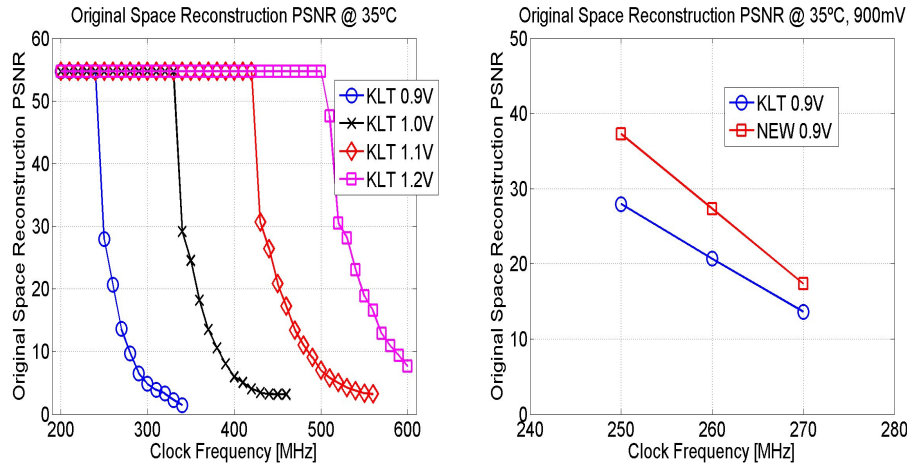 Original Space Reconstruction PSNR @ 35ºC
Original Space Reconstruction PSNR
60
50
40
30
20
10
0
200
300
400
500
600
Clock Frequency [MHz]
KLT 0.9V
KLT 1.0V
KLT 1.1V
KLT 1.2V
Original Space Reconstruction PSNR @ 35ºC, 900mV
Original Space Reconstruction PSNR
50
40
30
20
10
0
240
250
260
270
280
Clock Frequency [MHz]
KLT 0.9V
NEW 0.9V